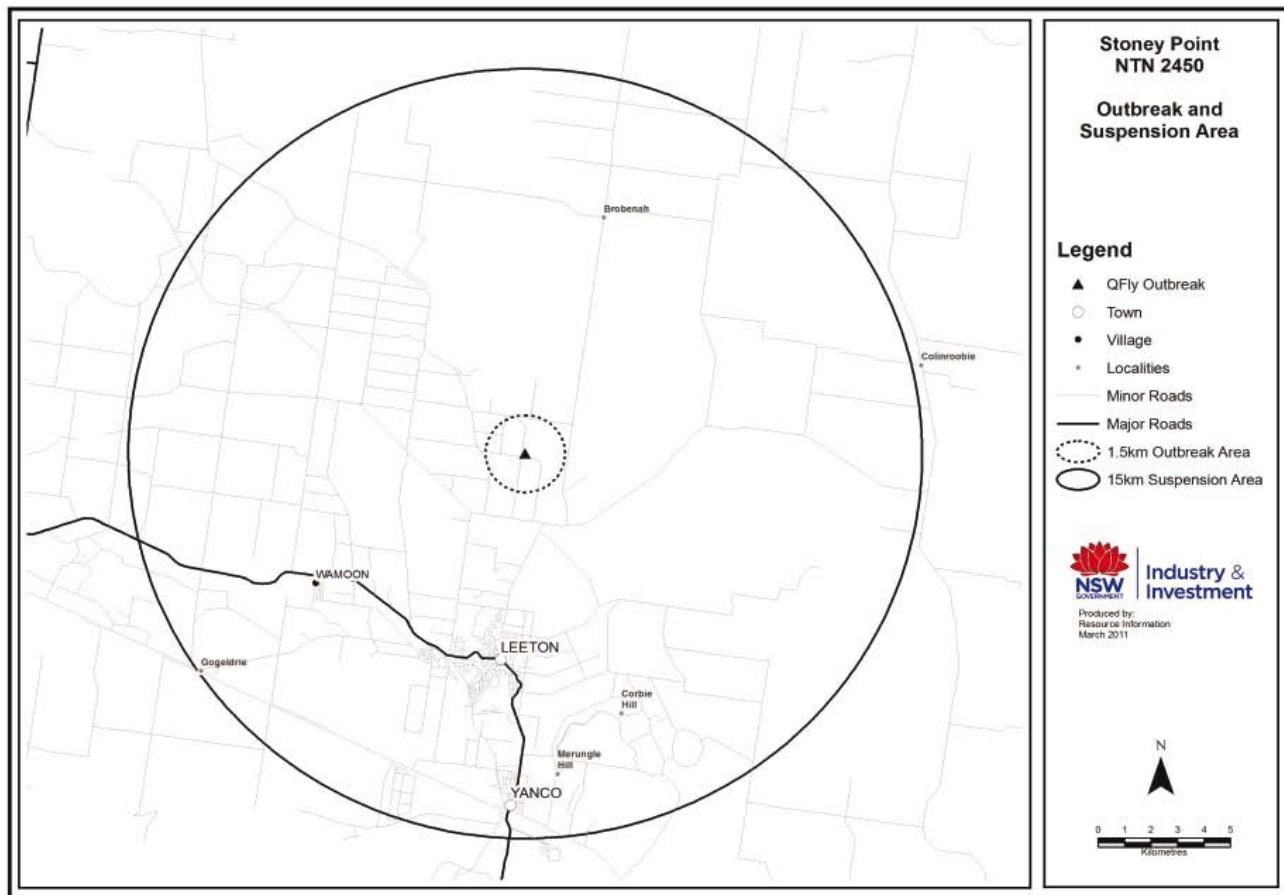 Stoney Point
NTN 2450
Outbreak and
Suspension Area
Brobenah
Colinroobie
WAMOON
LEETON
Gogeldrie
Corbie
Hill
Merungle
Hill
YANCO
Legend
QFly Outbreak
Town
Village
Localities
Minor Roads
Major Roads
1.5km Outbreak Area
15km Suspension Area
NSW
GOVERNMENT
Industry &
Investment
Produced by:
Resource Information
March 2011
N
0 1 2 3 4 5
Kilometres